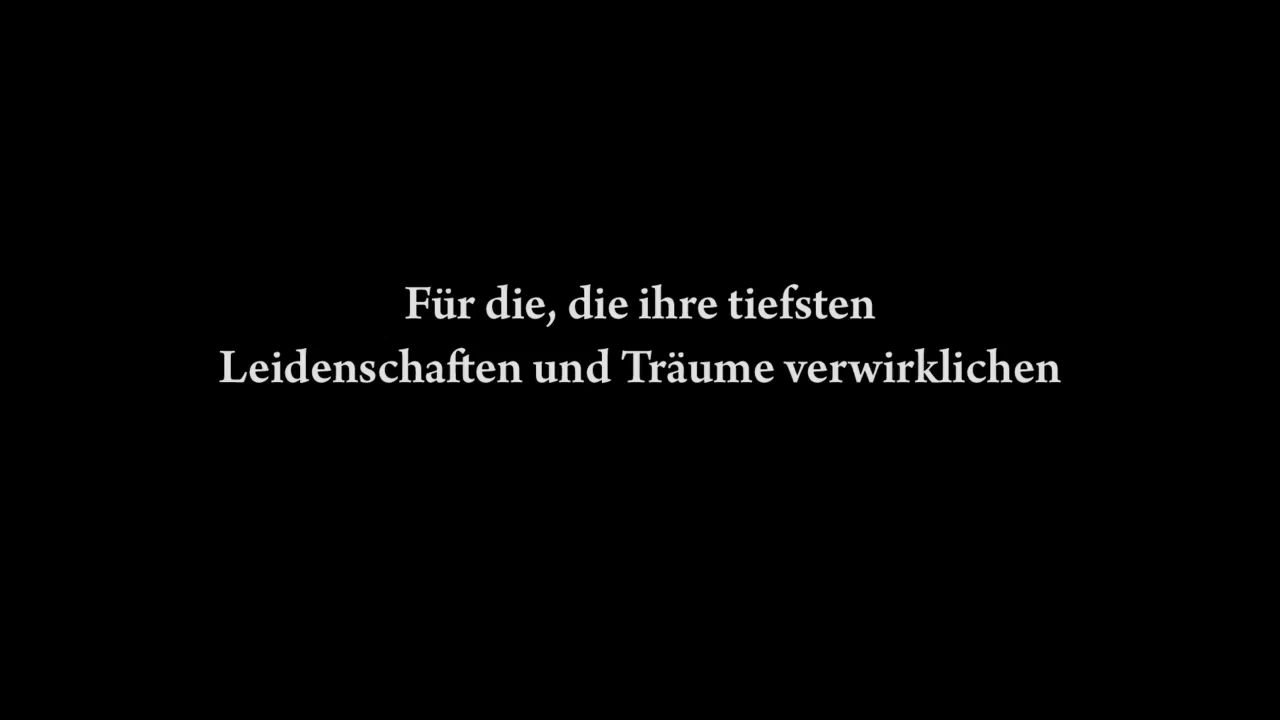 Für die, die ihre tiefsten
Leidenschaften und Träume verwirklichen